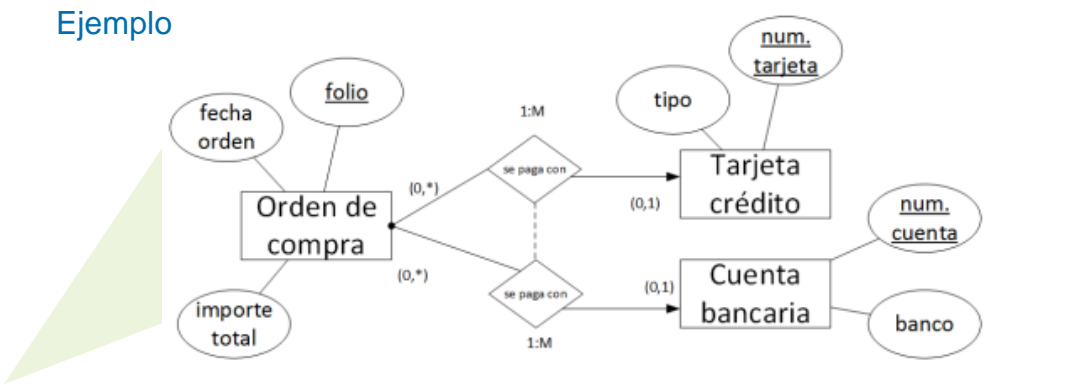 Ejemplo
fecha
orden
folio
importe
total
Orden de
compra
(0,*)
(0,*)
1:M
se paga con
se paga con
1:M
(0,1)
(0,1)
tipo
num.
tarjeta
Tarjeta
crédito
Cuenta
bancaria
num.
cuenta
banco